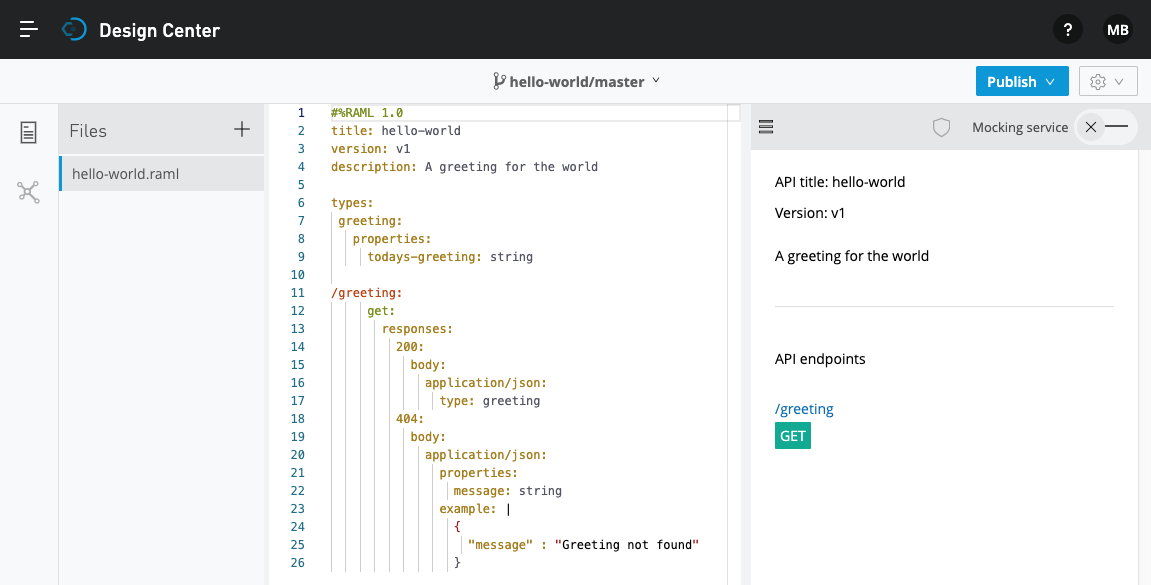 Design Center
?
MB
hello-world/master
Publish
Files
hello-world.raml
1 #%RAML 1.0
2 title: hello-world
3 version: v1
4 description: A greeting for the world
5
6 types:
7 greeting:
8 properties:
9 todays-greeting: string
10
11 /greeting:
12 get:
13 responses:
14 200:
15 body:
16 application/json:
17 type: greeting
18 404:
19 body:
20 application/json:
21 properties:
22 message: string
23 example: |
24 {
25 "message" : "Greeting not found"
26 }
Mocking service
API title: hello-world
Version: v1
A greeting for the world
API endpoints
/greeting
GET